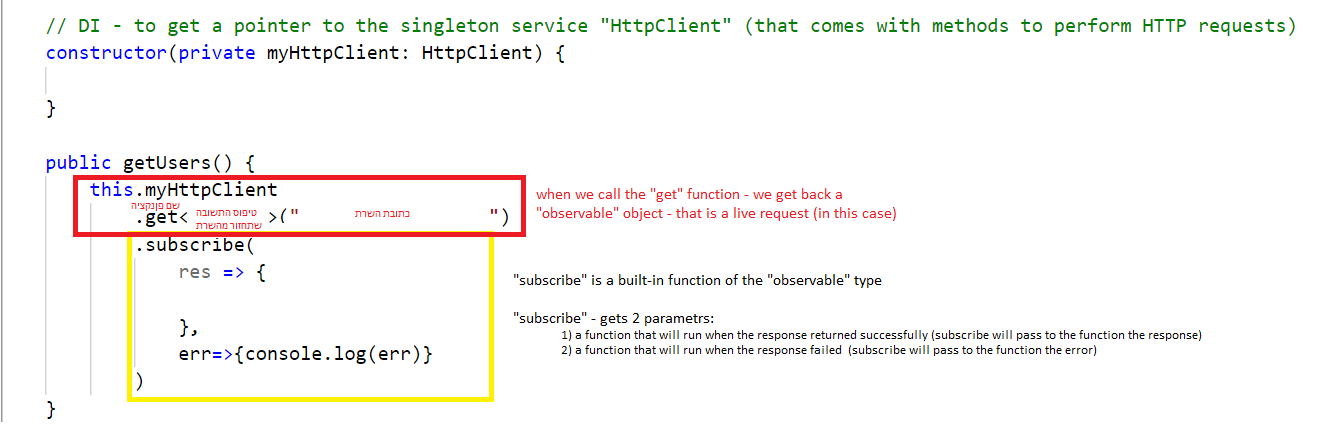 // DI - to get a pointer to the singleton service "HttpClient" (that comes with methods to perform HTTP requests)
constructor(private myHttpClient: HttpClient) {
}
public getUsers() {
this.myHttpClient
שם פונקציה
.get< טיפוס התשובה שתחזור מהשרת >(" כתובת השרת ")
when we call the "get" function - we get back a
"observable" object - that is a live request (in this case)
.subscribe(
res => {
"subscribe" is a built-in function of the "observable" type
},
"subscribe" - gets 2 parametrs:
1) a function that will run when the response returned successfully (subscribe will pass to the function the response)
err=>{console.log(err)}
2) a function that will run when the response failed (subscribe will pass to the function the error)
)
}